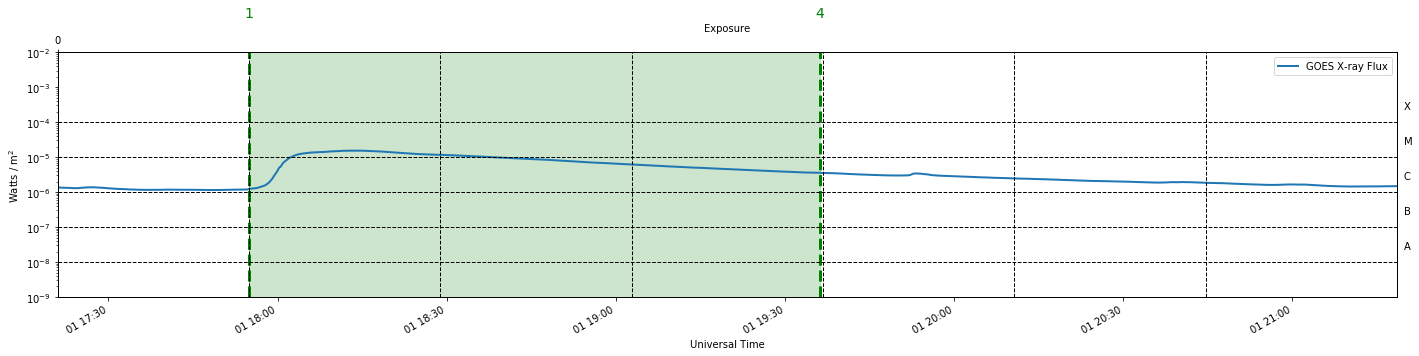 1 4
Exposure
0
GOES X-ray Flux
10⁻²
10⁻³
10⁻⁴
10⁻⁵
10⁻⁶
10⁻⁷
10⁻⁸
10⁻⁹
Watts / m²
X
M
C
B
A
01 17:30 01 18:00 01 18:30 01 19:00 01 19:30 01 20:00 01 20:30 01 21:00
Universal Time